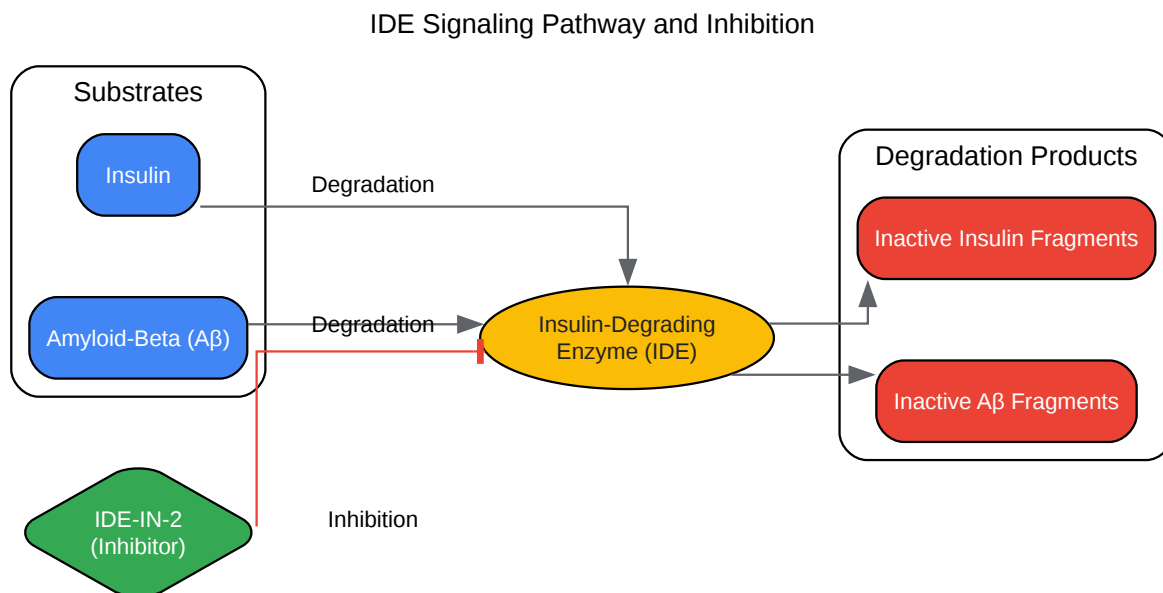 IDE Signaling Pathway and Inhibition
Substrates
Insulin
Degradation
Amyloid-Beta (Aβ)
Degradation
Insulin-Degrading
Enzyme (IDE)
Degradation Products
Inactive Insulin Fragments
Inactive Aβ Fragments
IDE-IN-2
(Inhibitor)
Inhibition